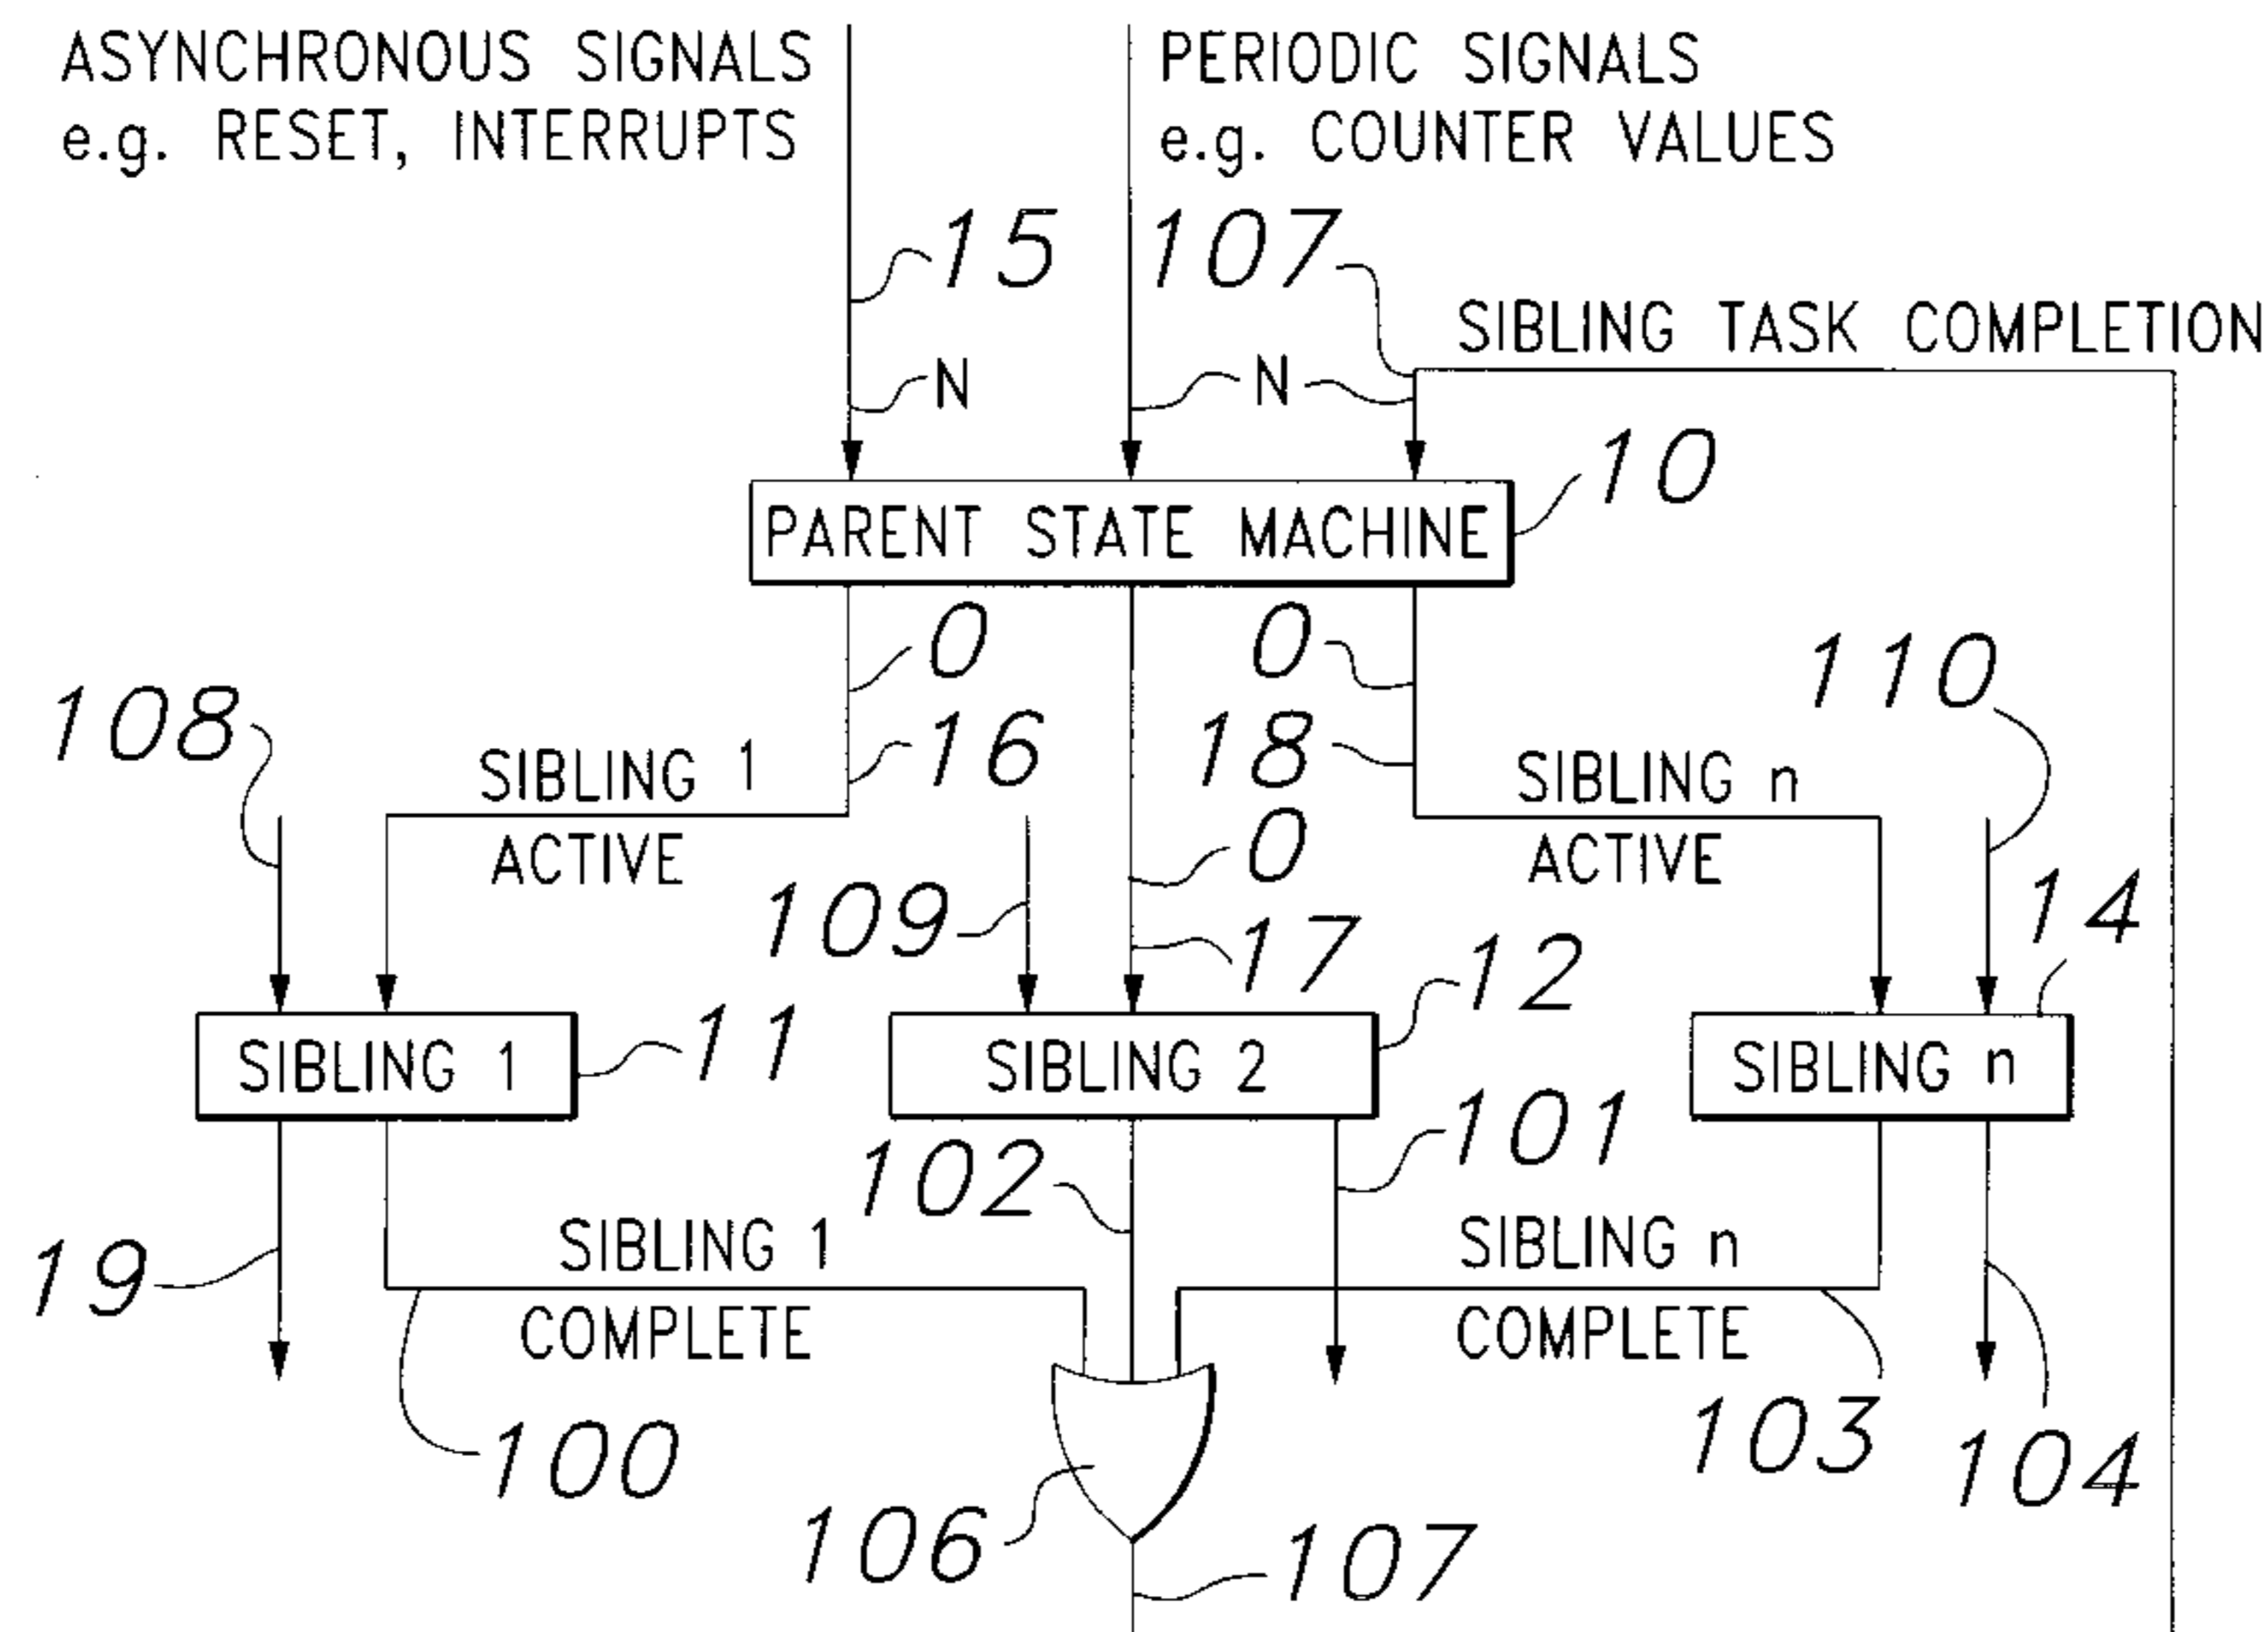 ASYNCHRONOUS SIGNALS
e.g. RESET, INTERRUPTS
PERIODIC SIGNALS
e.g. COUNTER VALUES
15
107
SIBLING TASK COMPLETION
N
N
10
PARENT STATE MACHINE
0
0
110
108
16
18
SIBLING 1
ACTIVE
SIBLING n
ACTIVE
0
109
17
14
12
11
SIBLING 1
SIBLING 2
SIBLING n
101
102
19
SIBLING 1
COMPLETE
SIBLING n
COMPLETE
100
103
104
106
107